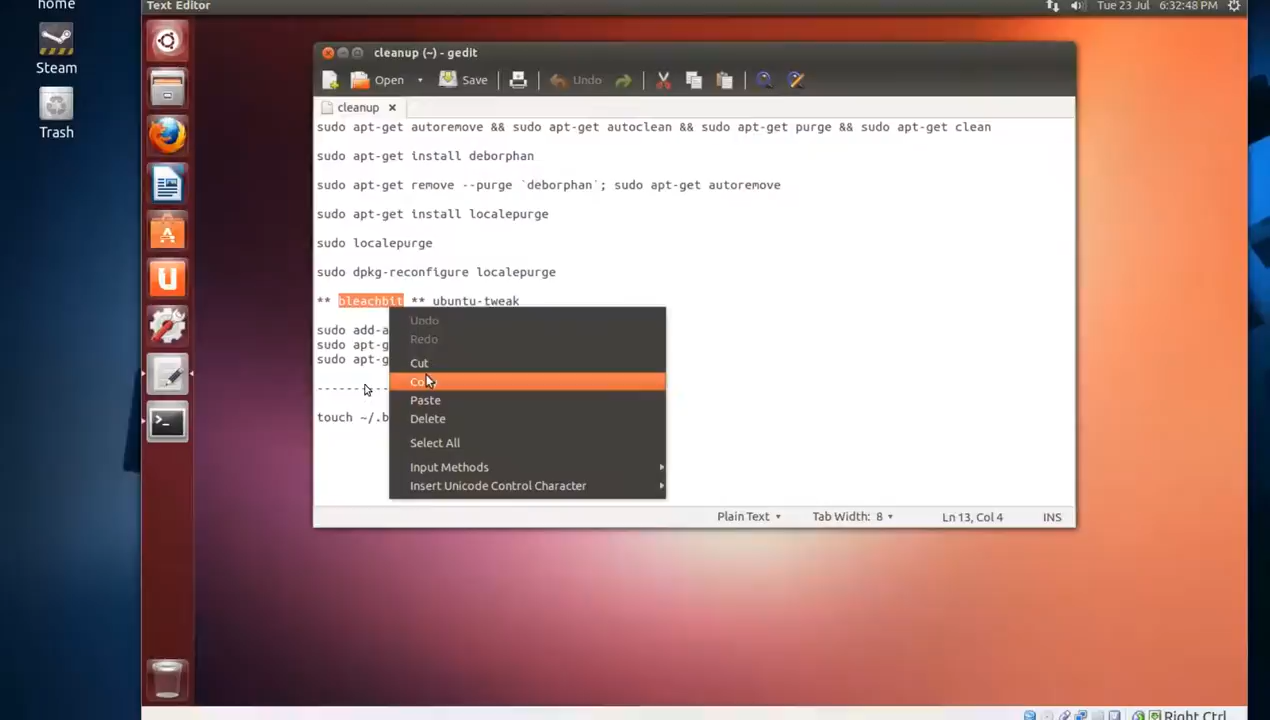 home
Steam
Trash
Text Editor
Tue 23 Jul 6:32:48 PM
cleanup (~) - gedit
Open
Save
Undo
cleanup
sudo apt-get autoremove && sudo apt-get autoclean && sudo apt-get purge && sudo apt-get clean
sudo apt-get install deborphan
sudo apt-get remove --purge `deborphan`; sudo apt-get autoremove
sudo apt-get install localepurge
sudo localepurge
sudo dpkg-reconfigure localepurge
** bleachbit ** ubuntu-tweak
sudo add-a
sudo apt-g
sudo apt-g
touch ~/.b
Undo
Redo
Cut
Paste
Delete
Select All
Input Methods
Insert Unicode Control Character
Plain Text
Tab Width: 8
Ln 13, Col 4
INS
Right Ctrl